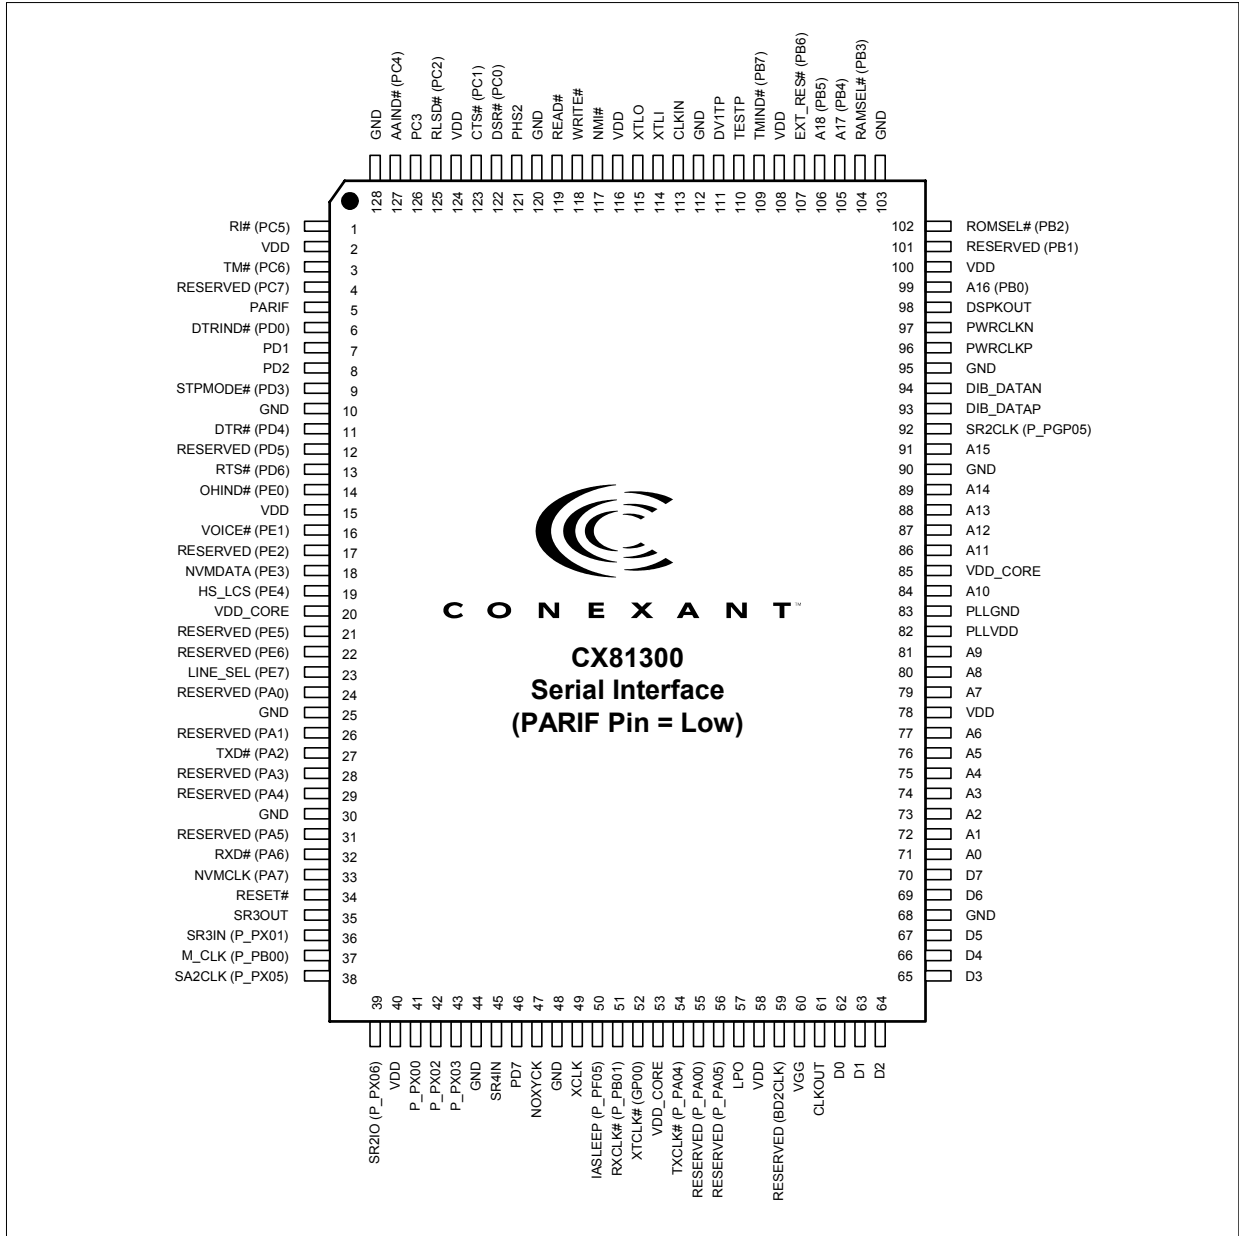 GND
AAIND# (PC4)
PC3
RLSD# (PC2)
VDD
CTS# (PC1)
DSR# (PC0)
PHS2
GND
READ#
WRITE#
NMI#
VDD
XTLO
XTLI
CLKIN
GND
DV1TP
TESTP
TMIND# (PB7)
VDD
EXT_RES# (PB6)
A18 (PB5)
A17 (PB4)
RAMSEL# (PB3)
GND
128
127
126
125
124
123
122
121
120
119
118
117
116
115
114
113
112
111
110
109
108
107
106
105
104
103
RI# (PC5) 1
VDD 2
TM# (PC6) 3
RESERVED (PC7) 4
PARIF 5
DTRIND# (PD0) 6
PD1 7
PD2 8
STPMODE# (PD3) 9
GND 10
DTR# (PD4) 11
RESERVED (PD5) 12
RTS# (PD6) 13
OHIND# (PE0) 14
VDD 15
VOICE# (PE1) 16
RESERVED (PE2) 17
NVMDATA (PE3) 18
HS_LCS (PE4) 19
VDD_CORE 20
RESERVED (PE5) 21
RESERVED (PE6) 22
LINE_SEL (PE7) 23
RESERVED (PA0) 24
GND 25
RESERVED (PA1) 26
TXD# (PA2) 27
RESERVED (PA3) 28
RESERVED (PA4) 29
GND 30
RESERVED (PA5) 31
RXD# (PA6) 32
NVMCLK (PA7) 33
RESET# 34
SR3OUT 35
SR3IN (P_PX01) 36
M_CLK (P_PB00) 37
SA2CLK (P_PX05) 38
CONEXANT™
CX81300
Serial Interface
(PARIF Pin = Low)
102 ROMSEL# (PB2)
101 RESERVED (PB1)
100 VDD
99 A16 (PB0)
98 DSPKOUT
97 PWRCLKN
96 PWRCLKP
95 GND
94 DIB_DATAN
93 DIB_DATAP
92 SR2CLK (P_PGP05)
91 A15
90 GND
89 A14
88 A13
87 A12
86 A11
85 VDD_CORE
84 A10
83 PLLGND
82 PLLVDD
81 A9
80 A8
79 A7
78 VDD
77 A6
76 A5
75 A4
74 A3
73 A2
72 A1
71 A0
70 D7
69 D6
68 GND
67 D5
66 D4
65 D3
39
40
41
42
43
44
45
46
47
48
49
50
51
52
53
54
55
56
57
58
59
60
61
62
63
64
SR2IO (P_PX06)
VDD
P_PX00
P_PX02
P_PX03
GND
SR4IN
PD7
NOXYCK
GND
XCLK
IASLEEP (P_PF05)
RXCLK# (P_PB01)
XTCLK# (GP00)
VDD_CORE
TXCLK# (P_PA04)
RESERVED (P_PA00)
RESERVED (P_PA05)
LPO
VDD
RESERVED (BD2CLK)
VGG
CLKOUT
D0
D1
D2